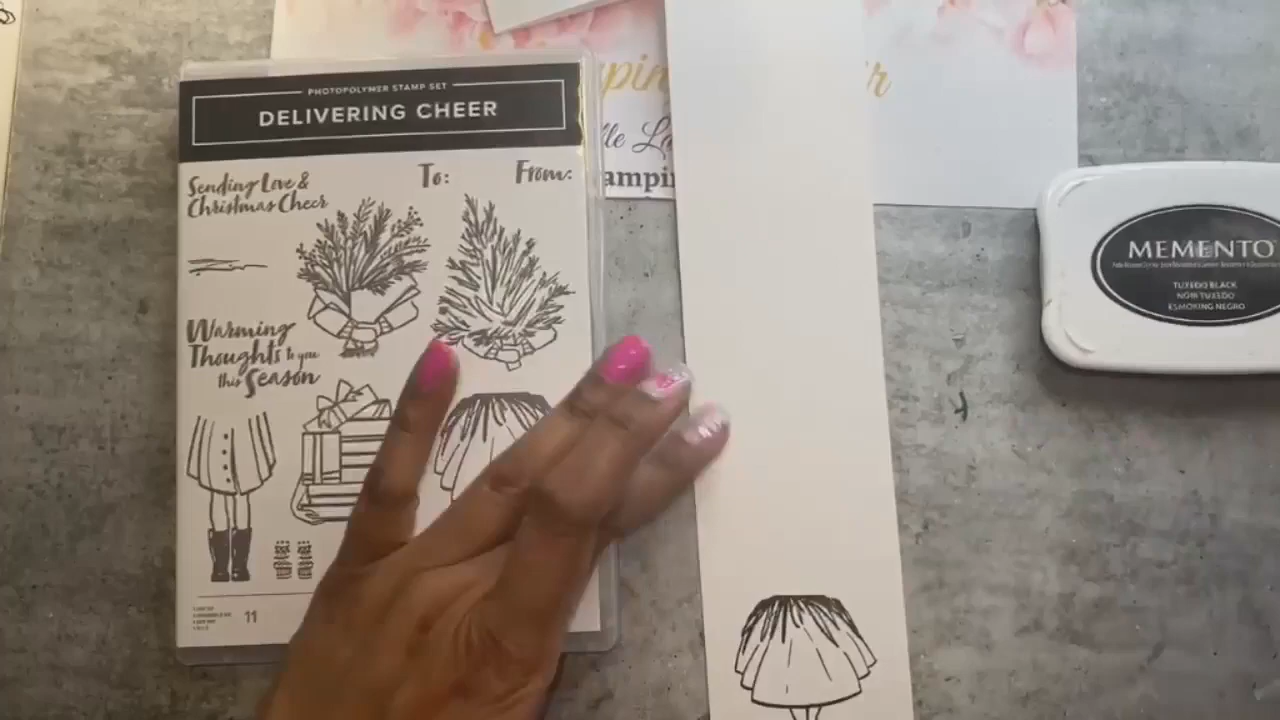 PHOTOPOLYMER STAMP SET
DELIVERING CHEER
Sending Love &
Christmas Cheer
To:
From:
Warming
Thoughts to you
this Season
11
MEMENTO
TUXEDO BLACK
NOIR TUXEDO
ESMOKING NEGRO